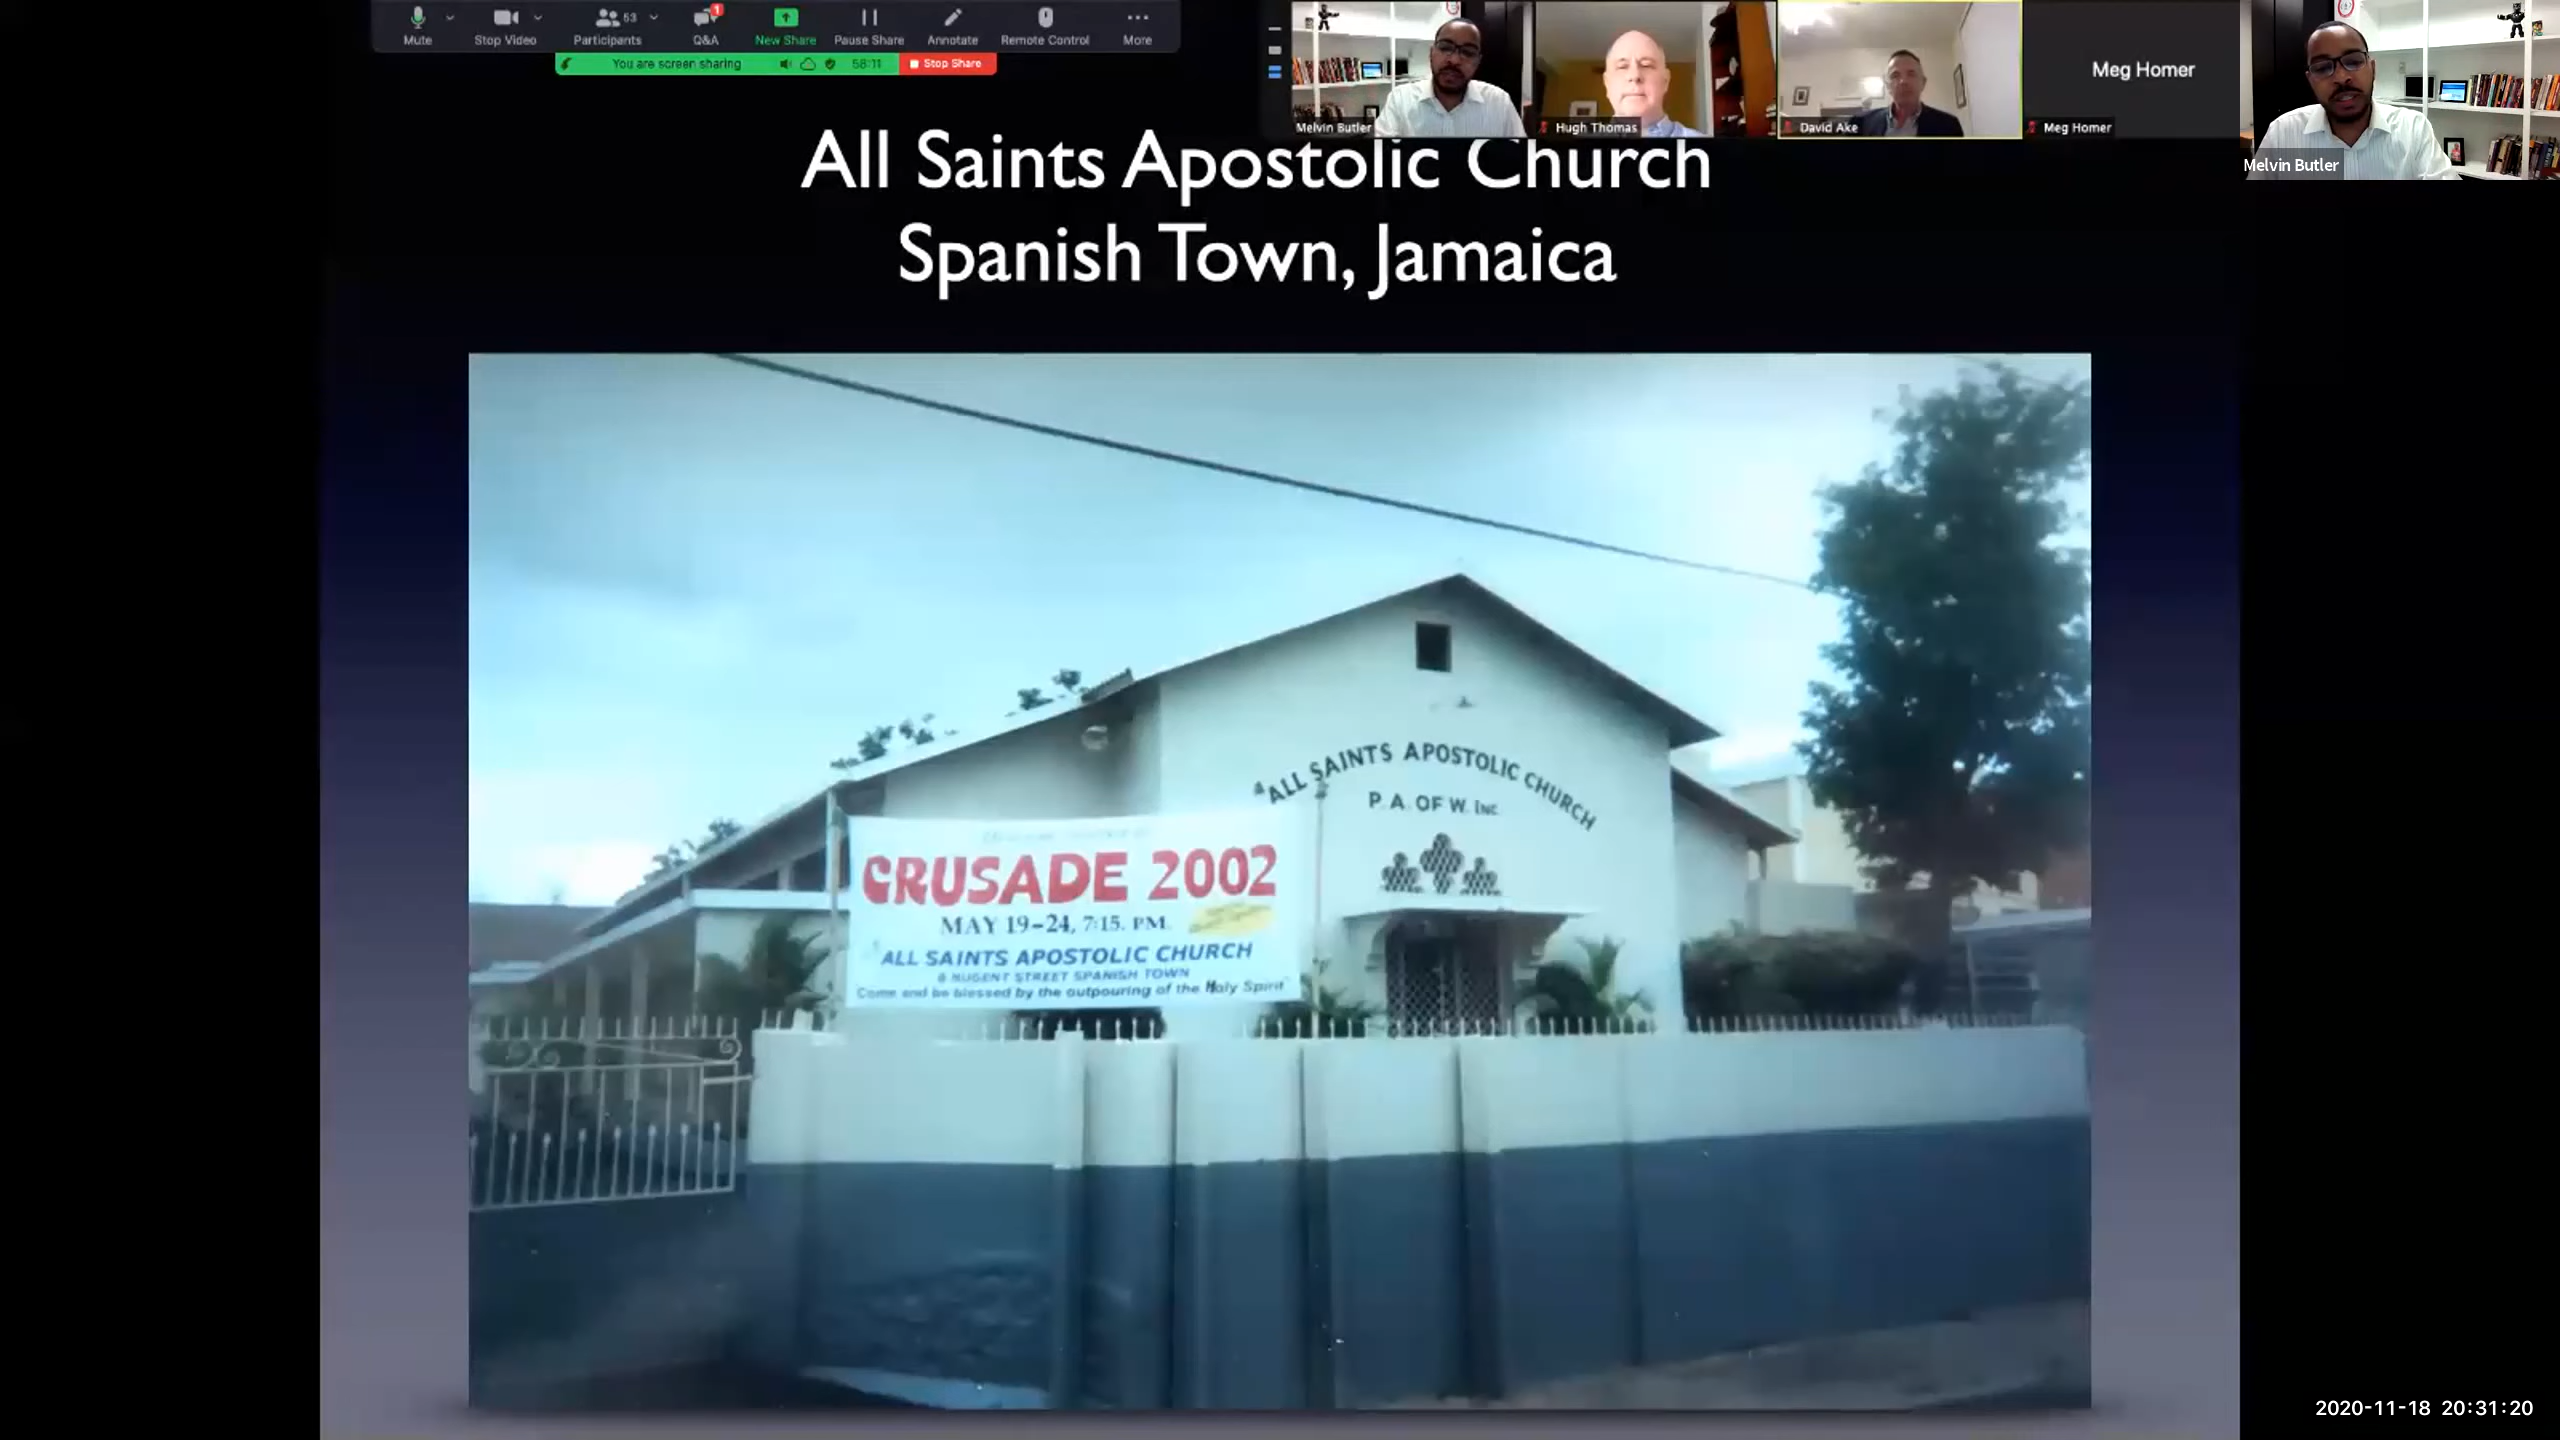 Mute
Stop Video
53
Participants
1
Q&A
New Share
Pause Share
Annotate
Remote Control
More
You are screen sharing
58:11
Stop Share
Melvin Butler
Hugh Thomas
David Ake
Meg Homer
Meg Homer
Melvin Butler
All Saints Apostolic Church
Spanish Town, Jamaica
"ALL SAINTS APOSTOLIC CHURCH
P. A. OF W. INC.
CRUSADE 2002
MAY 19-24, 7:15. PM.
ALL SAINTS APOSTOLIC CHURCH
6 NUGENT STREET SPANISH TOWN
Come and be blessed by the outpouring of the Holy Spirit"
2020-11-18 20:31:20